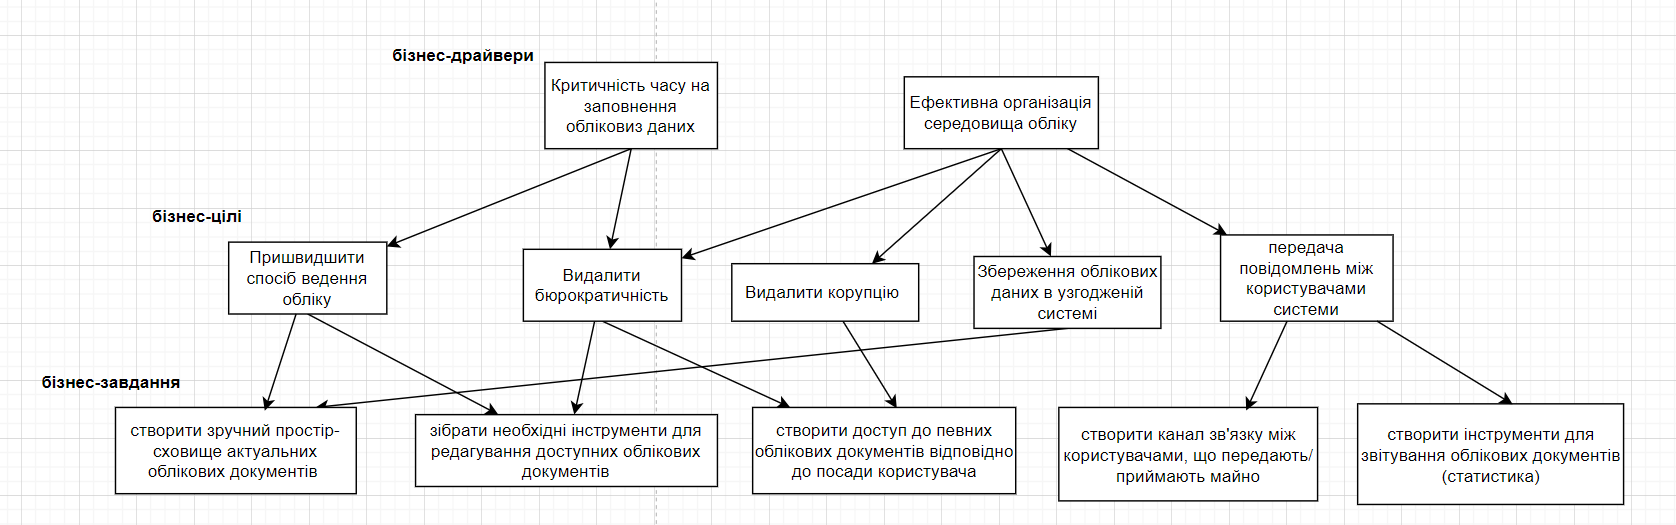 бізнес-драйвери
Критичність часу на
заповнення
обліковиз даних
Ефективна організація
середовища обліку
бізнес-цілі
Пришвидшити
спосіб ведення
обліку
Видалити
бюрократичність
Видалити корупцію
Збереження облікових
даних в узгодженій
системі
передача
повідомлень між
користувачами
системи
бізнес-завдання
створити зручний простір-
сховище актуальних
облікових документів
зібрати необхідні інструменти для
редагування доступних облікових
документів
створити доступ до певних
облікових документів відповідно
до посади користувача
створити канал зв'язку між
користувачами, що передають/
приймають майно
створити інструменти для
звітування облікових документів
(статистика)